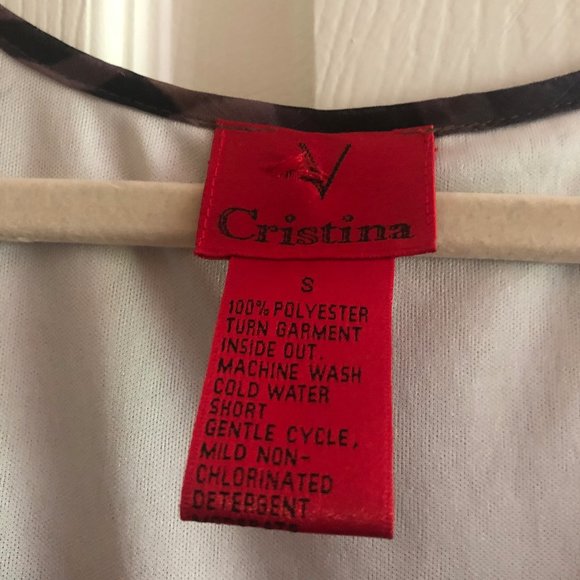 V
Cristina
S
100% POLYESTER
TURN GARMENT
INSIDE OUT,
MACHINE WASH
COLD WATER
SHORT
GENTLE CYCLE,
MILD NON-
CHLORINATED
DETERGENT